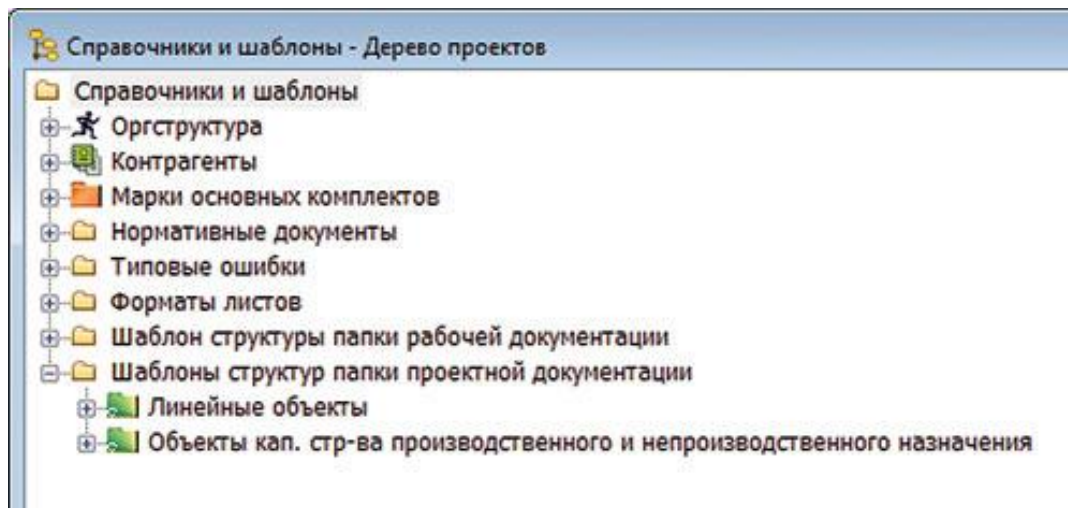 Справочники и шаблоны - Дерево проектов
Справочники и шаблоны
Оргструктура
Контрагенты
Марки основных комплектов
Нормативные документы
Типовые ошибки
Форматы листов
Шаблон структуры папки рабочей документации
Шаблоны структур папки проектной документации
Линейные объекты
Объекты кап. стр-ва производственного и непроизводственного назначения